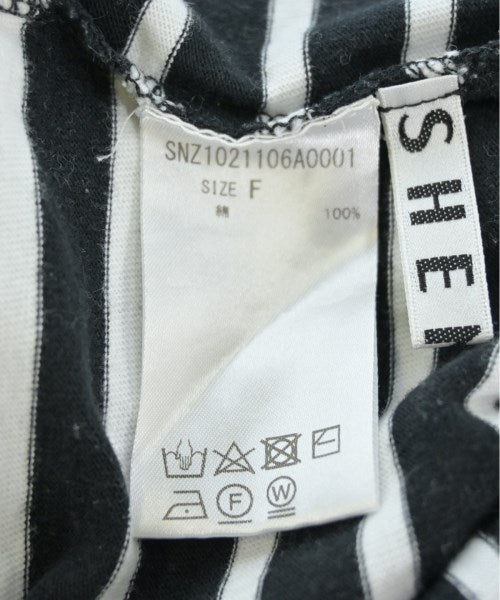 SNZ1021106A0001
SIZE F
綿 100%
SHE
F W